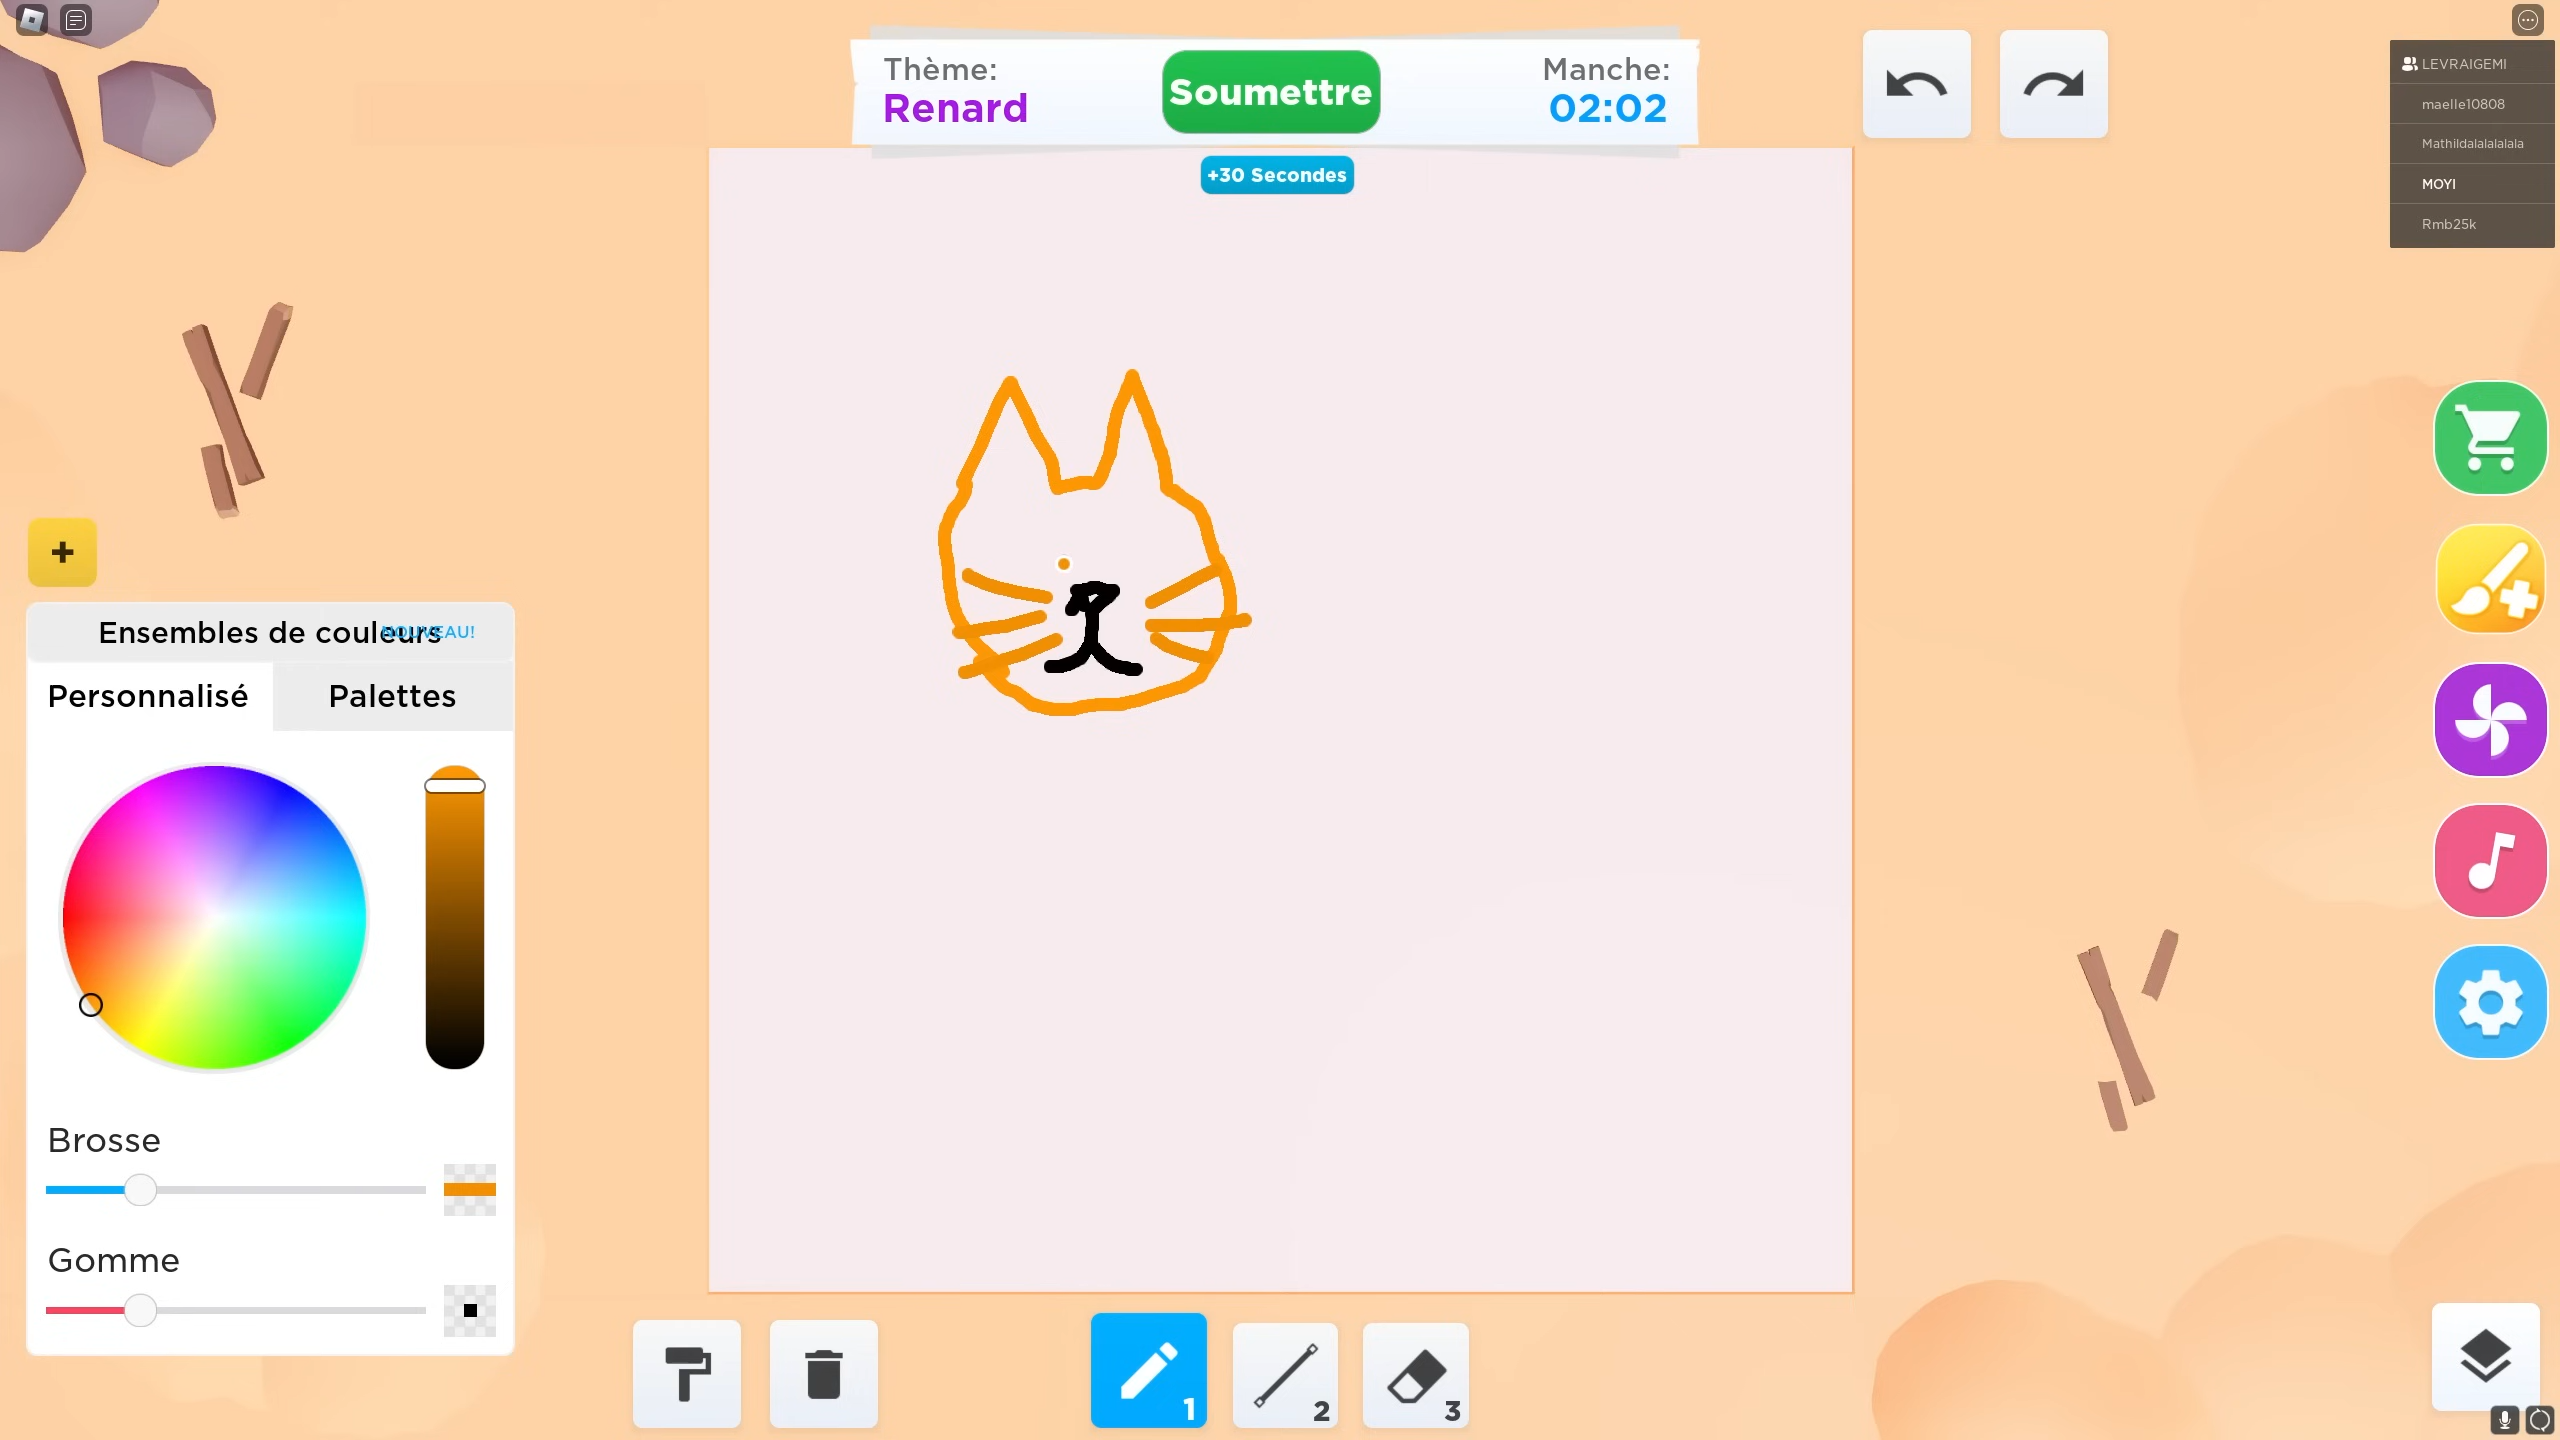 Thème:
Renard
Soumettre
Manche:
02:02
+30 Secondes
LEVRAIGEMI
maelle10808
Mathildalalalalala
MOYI
Rmb25k
+
Ensembles de couleurs
NOUVEAU!
Personnalisé
Palettes
Brosse
Gomme
1
2
3